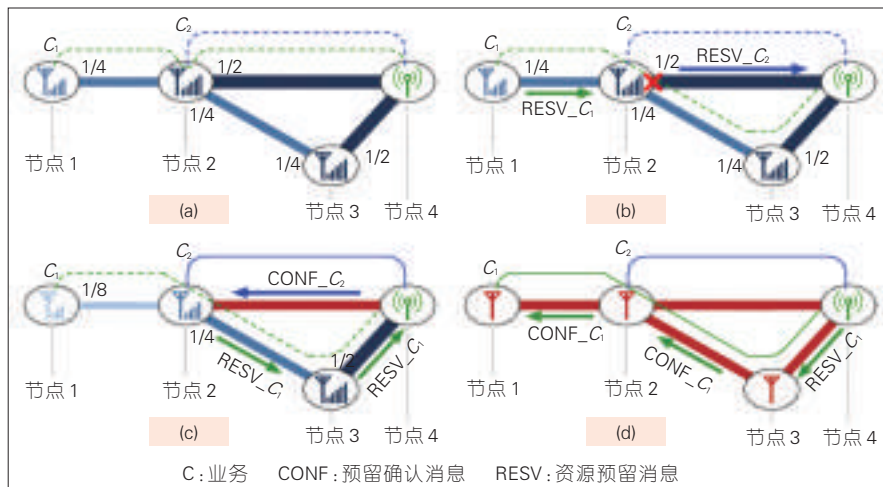 C₂
C₁
1/4
1/2
1/4
1/4
1/2
节点 1
节点 2
节点 3
节点 4
(a)
C₂
C₁
1/4
1/2
RESV_C₂
RESV_C₁
1/4
1/4
1/2
节点 1
节点 2
节点 3
节点 4
(b)
C₂
C₁
1/8
CONF_C₂
1/4
RESV_C₁
1/2
RESV_C₁
节点 1
节点 2
节点 3
节点 4
(c)
C₂
C₁
CONF_C₁
CONF_C₁
RESV_C₁
节点 1
节点 2
节点 3
节点 4
(d)
C:业务 CONF:预留确认消息 RESV:资源预留消息